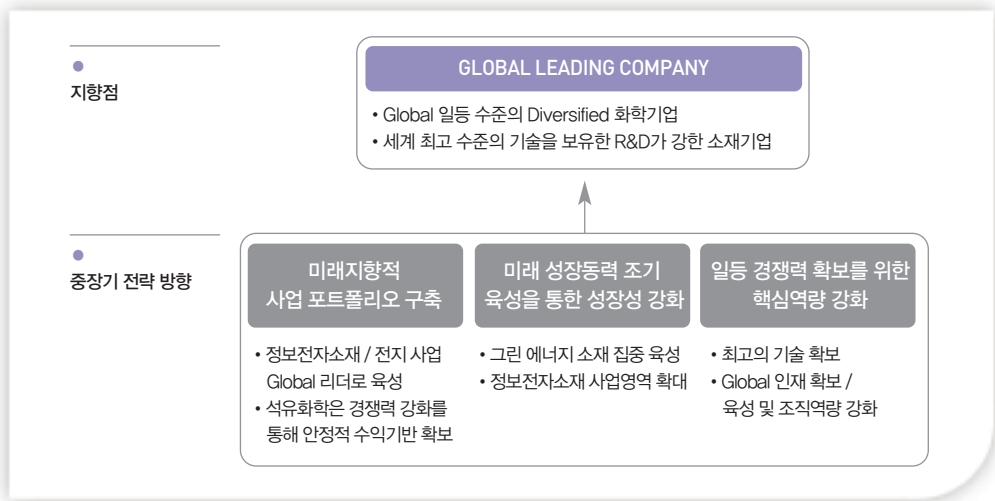 지향점
GLOBAL LEADING COMPANY
• Global 일등 수준의 Diversified 화학기업
• 세계 최고 수준의 기술을 보유한 R&D가 강한 소재기업
중장기 전략 방향
미래지향적
사업 포트폴리오 구축
• 정보전자소재 / 전지 사업
Global 리더로 육성
• 석유화학은 경쟁력 강화를
통해 안정적 수익기반 확보
미래 성장동력 조기
육성을 통한 성장성 강화
• 그린 에너지 소재 집중 육성
• 정보전자소재 사업영역 확대
일등 경쟁력 확보를 위한
핵심역량 강화
• 최고의 기술 확보
• Global 인재 확보 /
육성 및 조직역량 강화